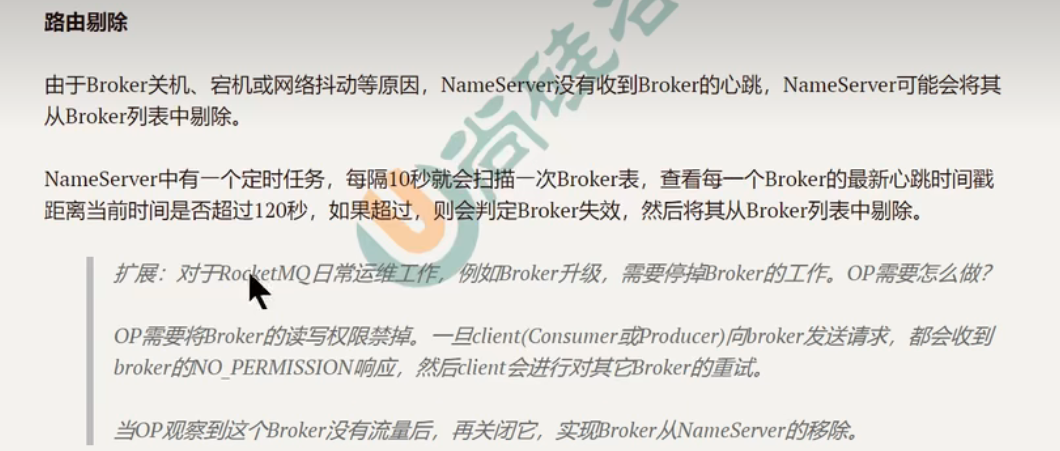 路由剔除
由于Broker关机、宕机或网络抖动等原因，NameServer没有收到Broker的心跳，NameServer可能会将其
从Broker列表中剔除。
NameServer中有一个定时任务，每隔10秒就会扫描一次Broker表，查看每一个Broker的最新心跳时间戳
距离当前时间是否超过120秒，如果超过，则会判定Broker失效，然后将其从Broker列表中剔除。
扩展：对于RocketMQ日常运维工作，例如Broker升级，需要停掉Broker的工作。OP需要怎么做？
OP需要将Broker的读写权限禁掉。一旦client(Consumer或Producer)向broker发送请求，都会收到
broker的NO_PERMISSION响应，然后client会进行对其它Broker的重试。
当OP观察到这个Broker没有流量后，再关闭它，实现Broker从NameServer的移除。
尚硅谷